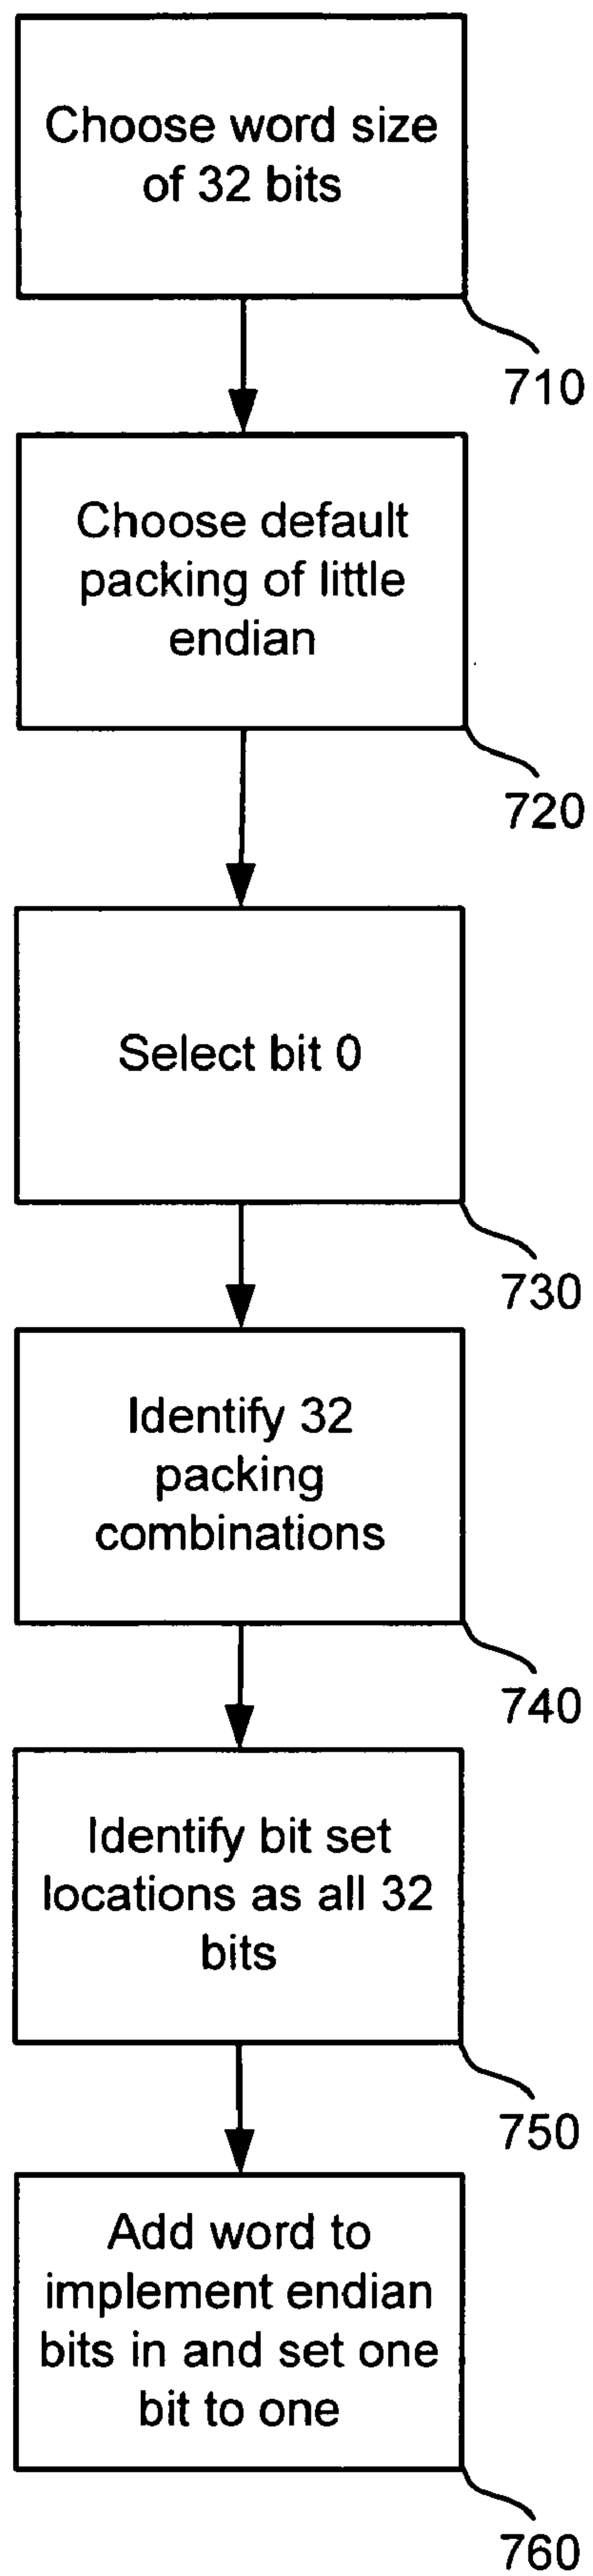 Choose word size
of 32 bits
710
Choose default
packing of little
endian
720
Select bit 0
730
Identify 32
packing
combinations
740
Identify bit set
locations as all 32
bits
750
Add word to
implement endian
bits in and set one
bit to one
760